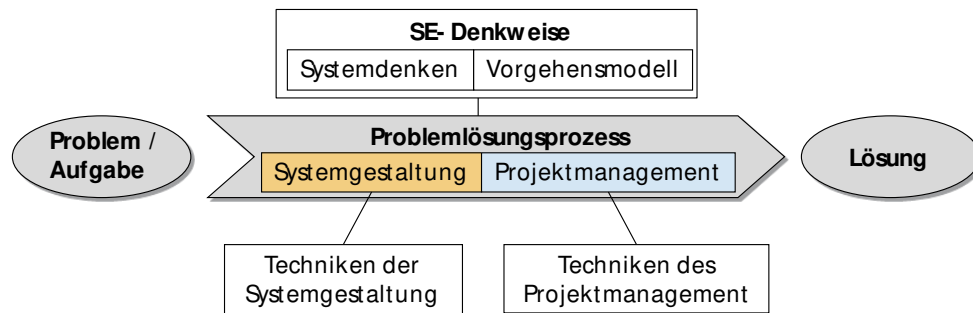 SE- Denkweise
Systemdenken
Vorgehensmodell
Problem /
Aufgabe
Problemlösungsprozess
Systemgestaltung
Projektmanagement
Lösung
Techniken der
Systemgestaltung
Techniken des
Projektmanagement